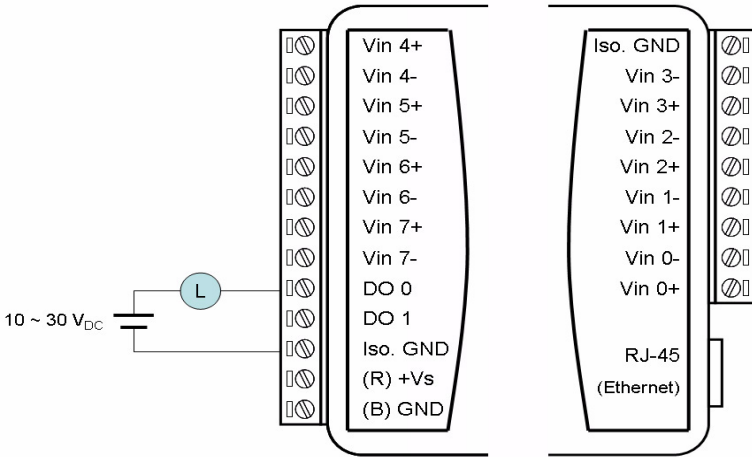 Vin 4+
Vin 4-
Vin 5+
Vin 5-
Vin 6+
Vin 6-
Vin 7+
Vin 7-
DO 0
DO 1
Iso. GND
(R) +Vs
(B) GND
L
10 ~ 30 VDC
Iso. GND
Vin 3-
Vin 3+
Vin 2-
Vin 2+
Vin 1-
Vin 1+
Vin 0-
Vin 0+
RJ-45
(Ethernet)